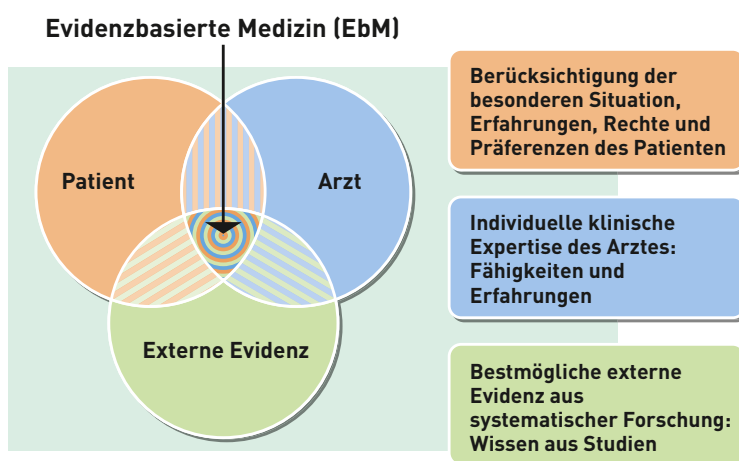 Evidenzbasierte Medizin (EbM)
Patient
Arzt
Externe Evidenz
Berücksichtigung der
besonderen Situation,
Erfahrungen, Rechte und
Präferenzen des Patienten
Individuelle klinische
Expertise des Arztes:
Fähigkeiten und
Erfahrungen
Bestmögliche externe
Evidenz aus
systematischer Forschung:
Wissen aus Studien